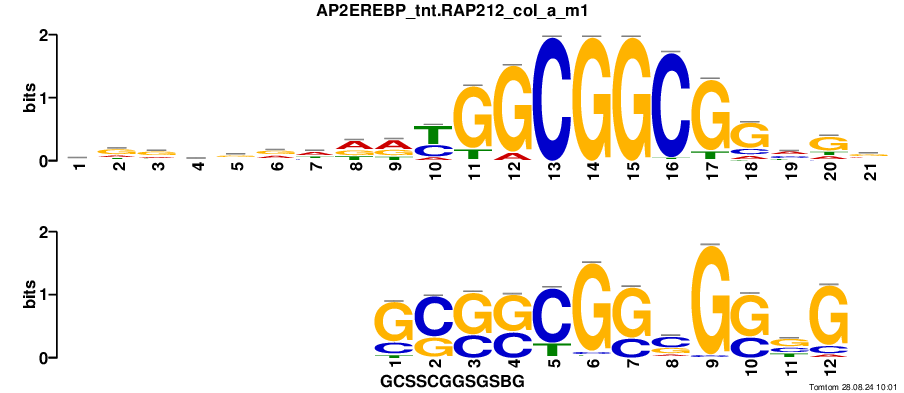 AP2EREBP_tnt.RAP212_col_a_m1
2
1
0
bits
1 2 3 4 5 6 7 8 9 10 11 12 13 14 15 16 17 18 19 20 21
2
1
0
bits
1 2 3 4 5 6 7 8 9 10 11 12
GCSSCGGSGSBG
Tomtom 28.08.24 10:01